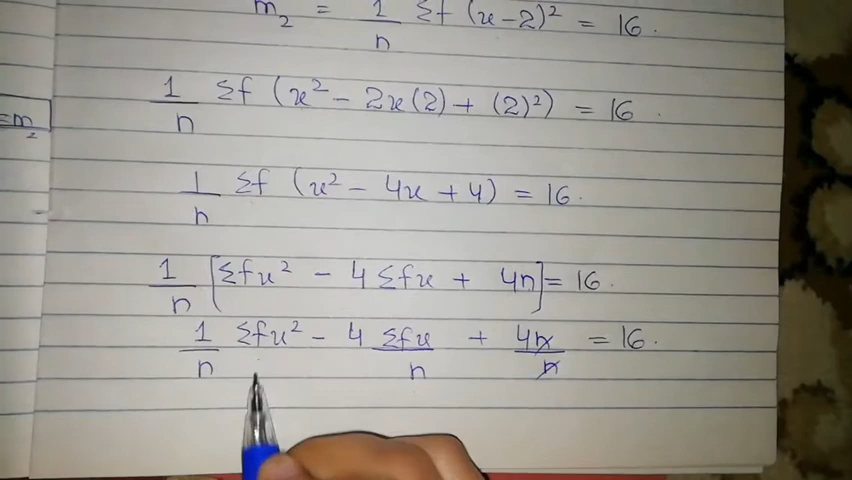 m₂ = 1/n Σf (x-2)² = 16.
1/n Σf (x² - 2x(2) + (2)²) = 16.
=m₂
1/n Σf (x² - 4x + 4) = 16.
1/n [Σfx² - 4 Σfx + 4n] = 16.
1/n Σfx² - 4 Σfx/n + 4n/n = 16.